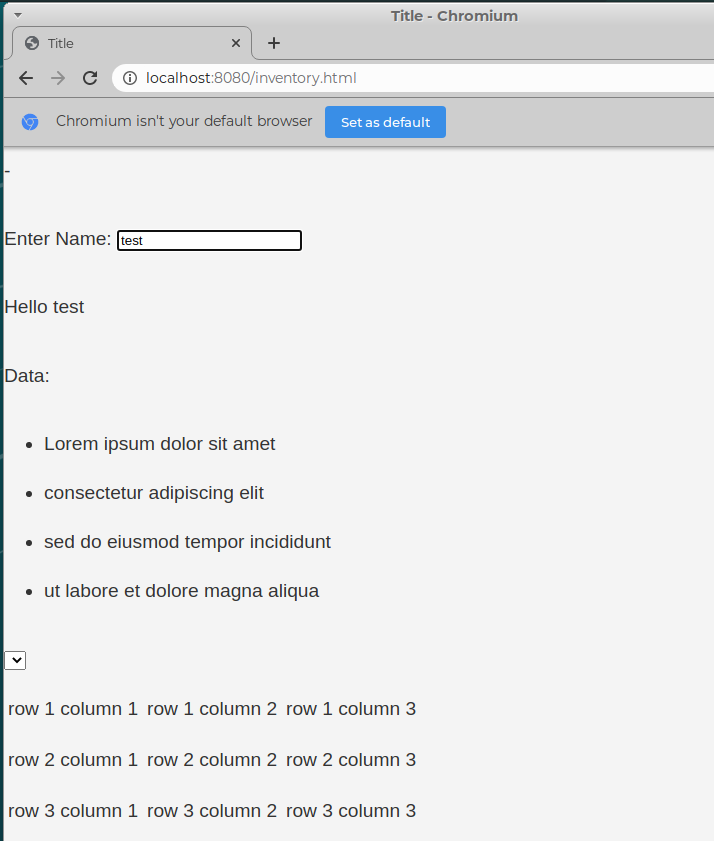 Title - Chromium
Title
localhost:8080/inventory.html
Chromium isn't your default browser Set as default
-
Enter Name: test
Hello test
Data:
• Lorem ipsum dolor sit amet
• consectetur adipiscing elit
• sed do eiusmod tempor incididunt
• ut labore et dolore magna aliqua
row 1 column 1 row 1 column 2 row 1 column 3
row 2 column 1 row 2 column 2 row 2 column 3
row 3 column 1 row 3 column 2 row 3 column 3